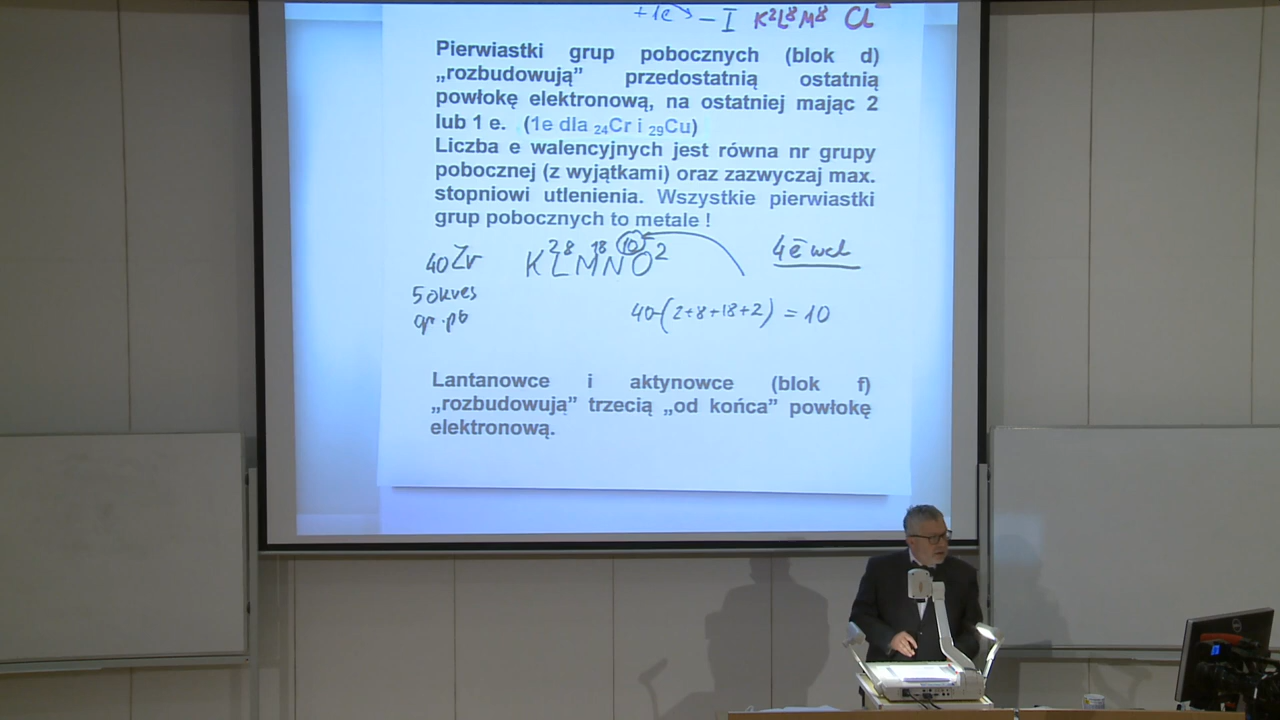 +1e → – I K²L⁸M⁸ Cl⁻
Pierwiastki grup pobocznych (blok d)
„rozbudowują” przedostatnią ostatnią
powłokę elektronową, na ostatniej mając 2
lub 1 e. (1e dla ₂₄Cr i ₂₉Cu)
Liczba e walencyjnych jest równa nr grupy
pobocznej (z wyjątkami) oraz zazwyczaj max.
stopniowi utlenienia. Wszystkie pierwiastki
grup pobocznych to metale !
40Zr K²L⁸M¹⁸N¹⁰O² 4ē wal
5 okres
gr. pb 40-(2+8+18+2) = 10
Lantanowce i aktynowce (blok f)
„rozbudowują” trzecią „od końca” powłokę
elektronową.